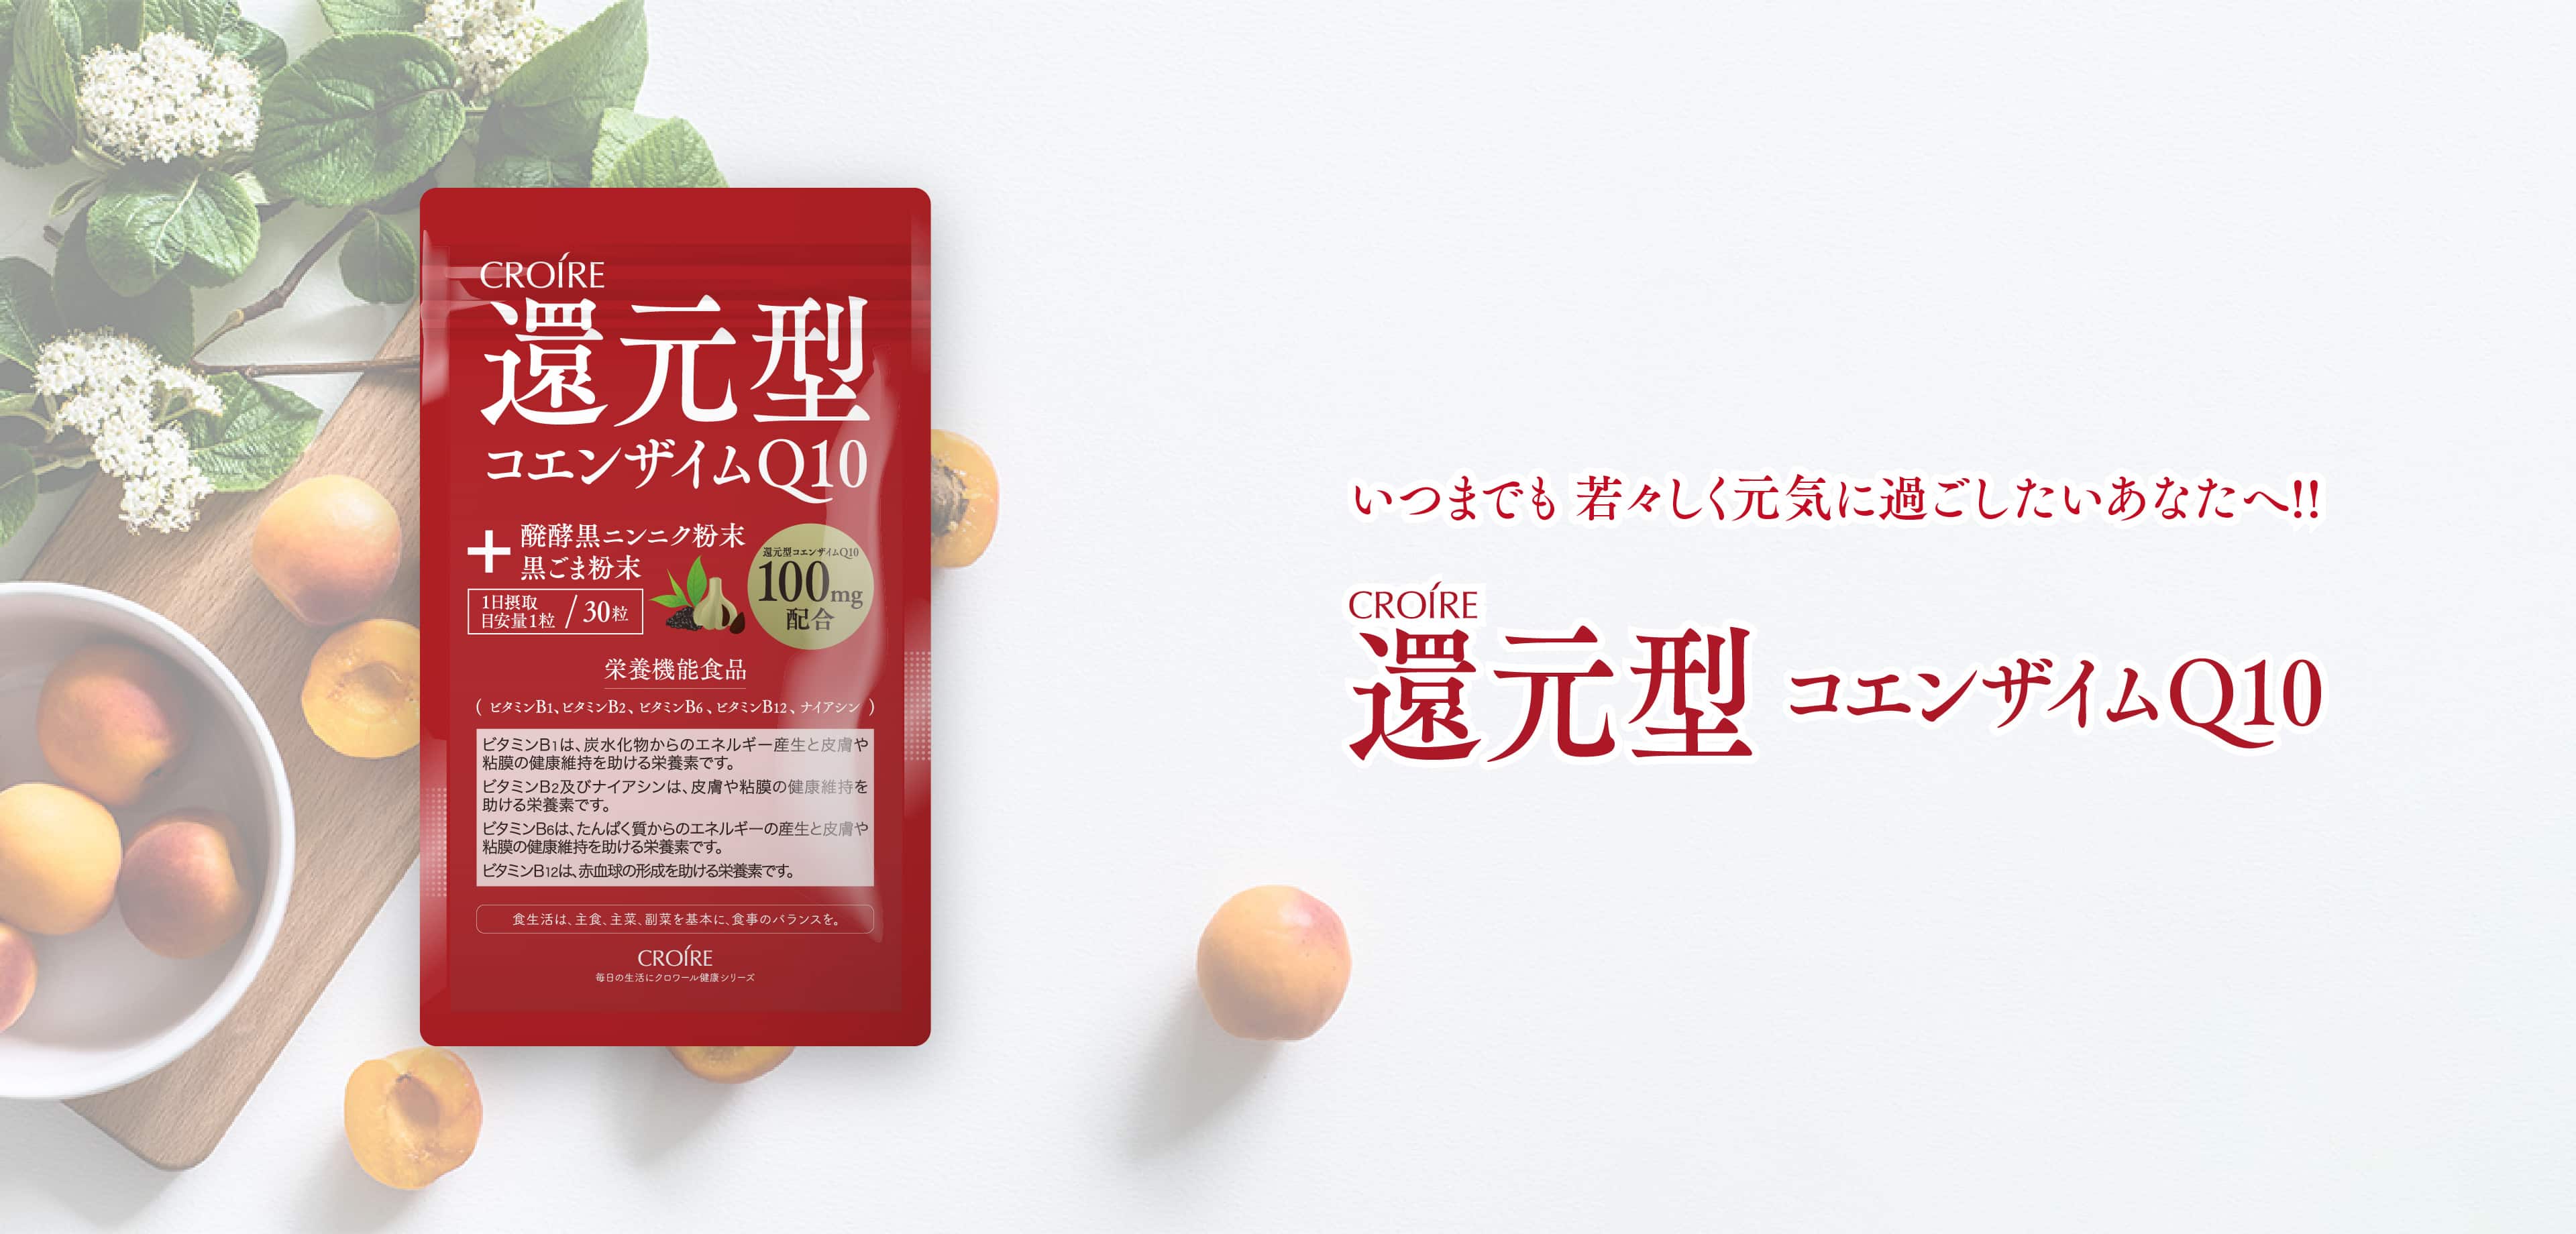 CROÍRE
還元型
コエンザイムQ10
+
醗酵黒ニンニク粉末
黒ごま粉末
1日摂取
目安量1粒 / 30粒
還元型コエンザイムQ10
100mg
配合
栄養機能食品
( ビタミンB1、ビタミンB2、ビタミンB6、ビタミンB12、ナイアシン )
ビタミンB1は、炭水化物からのエネルギー産生と皮膚や
粘膜の健康維持を助ける栄養素です。
ビタミンB2及びナイアシンは、皮膚や粘膜の健康維持を
助ける栄養素です。
ビタミンB6は、たんぱく質からのエネルギーの産生と皮膚や
粘膜の健康維持を助ける栄養素です。
ビタミンB12は、赤血球の形成を助ける栄養素です。
食生活は、主食、主菜、副菜を基本に、食事のバランスを。
CROÍRE
毎日の生活にクロワール健康シリーズ
いつまでも 若々しく元気に過ごしたいあなたへ!!
CROÍRE
還元型 コエンザイムQ10